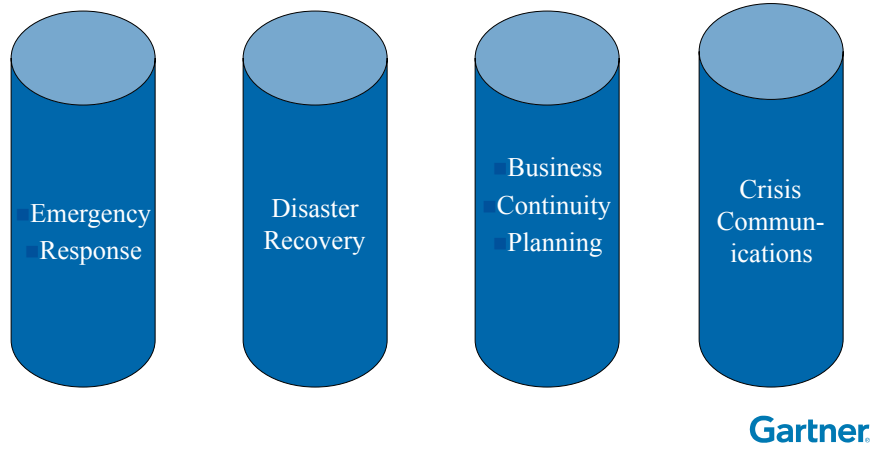 Emergency
Response
Disaster
Recovery
Business
Continuity
Planning
Crisis
Commun-
ications
Gartner